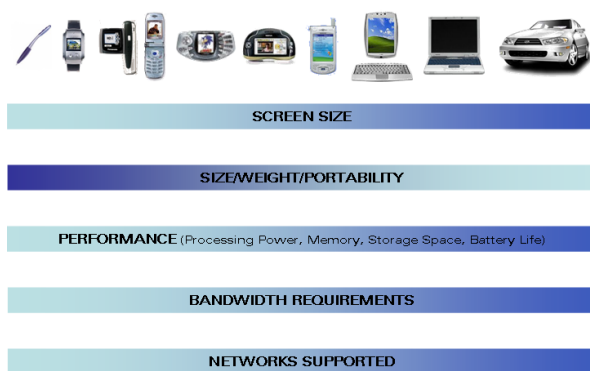 SCREEN SIZE
SIZE/WEIGHT/PORTABILITY
PERFORMANCE (Processing Power, Memory, Storage Space, Battery Life)
BANDWIDTH REQUIREMENTS
NETWORKS SUPPORTED